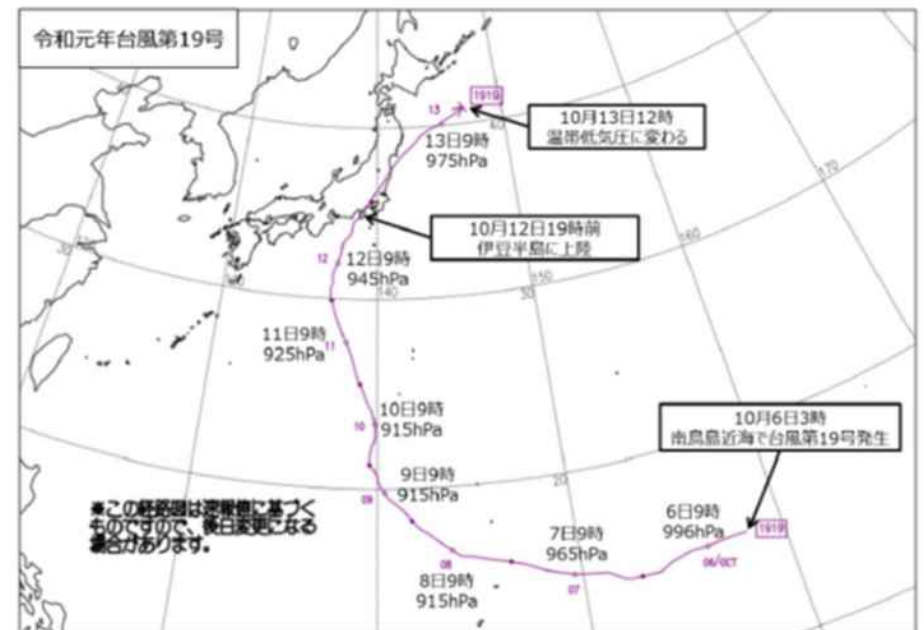 令和元年台風第19号
1919
13
40
10月13日12時
温帯低気圧に変わる
13日9時
975hPa
170
10月12日19時前
伊豆半島に上陸
160
12
12日9時
945hPa
150
140
30
11日9時
925hPa
11
10月6日3時
南鳥島近海で台風第19号発生
10日9時
915hPa
10
9日9時
915hPa
09
20
※この経路図は速報値に基づく
ものですので、後日変更になる
場合があります。
6日9時
996hPa
1919
7日9時
965hPa
06/OCT
08
8日9時
915hPa
07